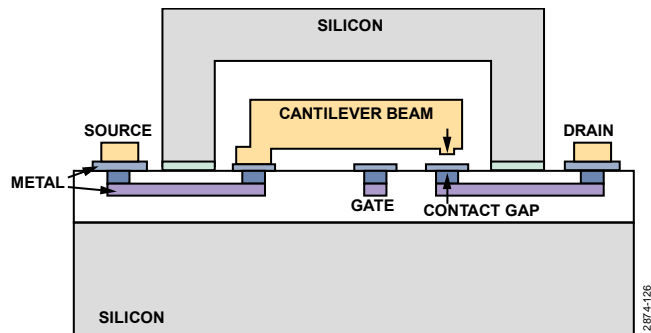 SILICON
CANTILEVER BEAM
SOURCE
DRAIN
METAL
GATE
CONTACT GAP
SILICON
2874-126